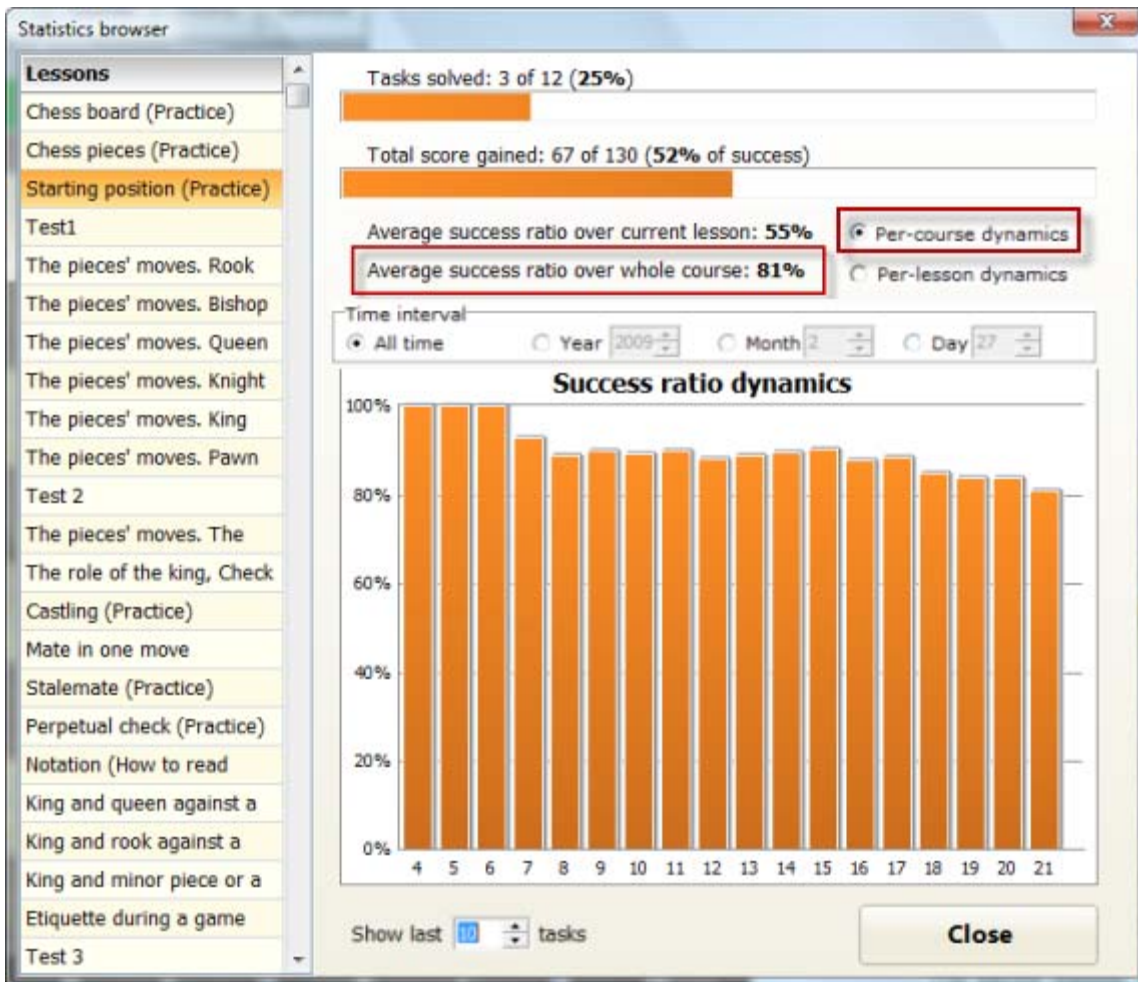 Statistics browser
Lessons
Chess board (Practice)
Chess pieces (Practice)
Starting position (Practice)
Test1
The pieces' moves. Rook
The pieces' moves. Bishop
The pieces' moves. Queen
The pieces' moves. Knight
The pieces' moves. King
The pieces' moves. Pawn
Test 2
The pieces' moves. The
The role of the king, Check
Castling (Practice)
Mate in one move
Stalemate (Practice)
Perpetual check (Practice)
Notation (How to read
King and queen against a
King and rook against a
King and minor piece or a
Etiquette during a game
Test 3
Tasks solved: 3 of 12 (25%)
Total score gained: 67 of 130 (52% of success)
Average success ratio over current lesson: 55%
Per-course dynamics
Average success ratio over whole course: 81%
Per-lesson dynamics
Time interval
All time Year 2009 Month 2 Day 27
Success ratio dynamics
100%
80%
60%
40%
20%
0%
4 5 6 7 8 9 10 11 12 13 14 15 16 17 18 19 20 21
Show last 10 tasks
Close